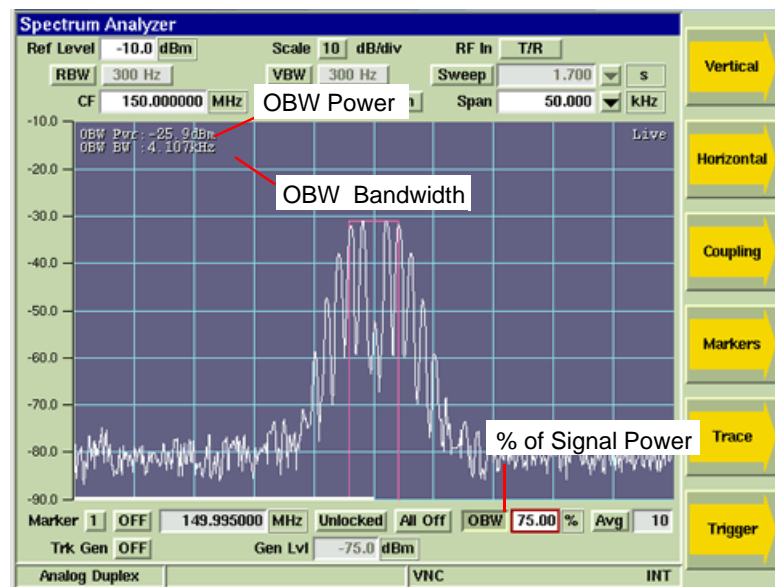 Spectrum Analyzer
Ref Level -10.0 dBm Scale 10 dB/div RF In T/R
RBW 300 Hz VBW 300 Hz Sweep 1.700 s
CF 150.000000 MHz OBW Power Span 50.000 kHz
OBW Pwr:-25.9dBm Live
OBW BW :4.107kHz
OBW Bandwidth
-10.0
-20.0
-30.0
-40.0
-50.0
-60.0
-70.0
-80.0
-90.0
% of Signal Power
Marker 1 OFF 149.995000 MHz Unlocked All Off OBW 75.00 % Avg 10
Trk Gen OFF Gen Lvl -75.0 dBm
Analog Duplex VNC INT
Vertical
Horizontal
Coupling
Markers
Trace
Trigger